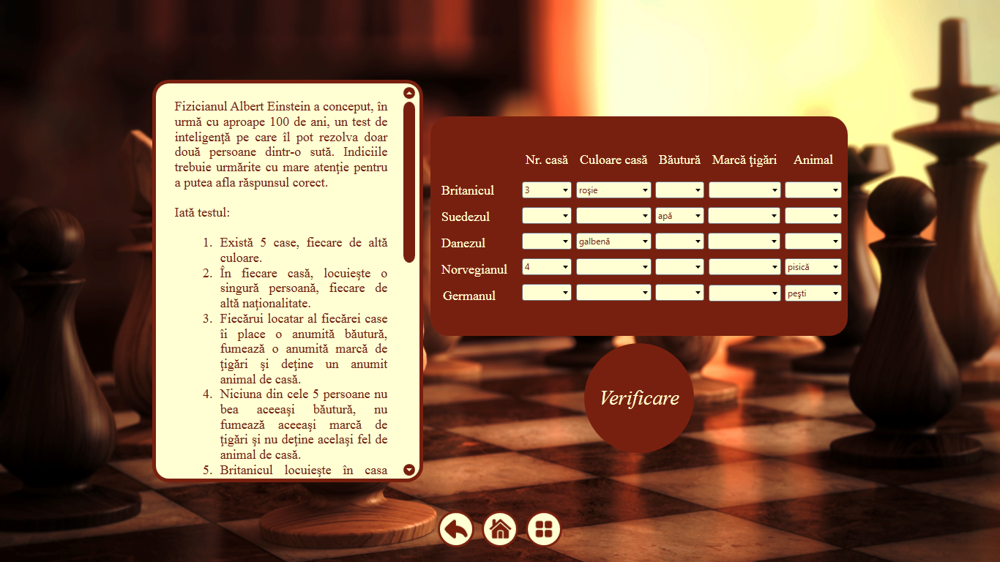 Fizicianul Albert Einstein a conceput, în
urmă cu aproape 100 de ani, un test de
inteligenţă pe care îl pot rezolva doar
două persoane dintr-o sută. Indiciile
trebuie urmărite cu mare atenţie pentru
a putea afla răspunsul corect.
Iată testul:
1. Există 5 case, fiecare de altă
culoare.
2. În fiecare casă, locuieşte o
singură persoană, fiecare de
altă naţionalitate.
3. Fiecărui locatar al fiecărei case
îi place o anumită băutură,
fumează o anumită marcă de
ţigări şi deţine un anumit
animal de casă.
4. Niciuna din cele 5 persoane nu
bea aceeaşi băutură, nu
fumează aceeaşi marcă de
ţigări şi nu deţine acelaşi fel de
animal de casă.
5. Britanicul locuieşte în casa
Nr. casă Culoare casă Băutură Marcă ţigări Animal
Britanicul 3 roşie
Suedezul apă
Danezul galbenă
Norvegianul 4 pisică
Germanul peşti
Verificare